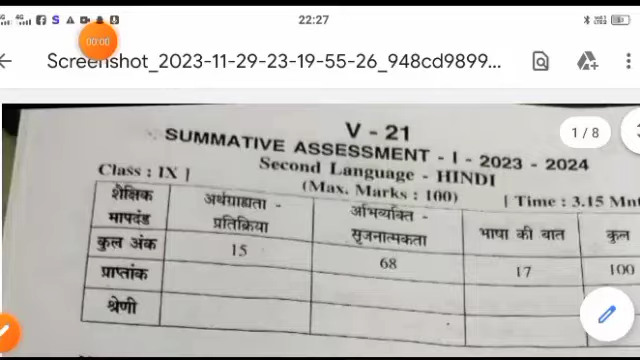 22:27
00:00
Screenshot_2023-11-29-23-19-55-26_948cd9899...
1 / 8
V - 21
SUMMATIVE ASSESSMENT - I - 2023 - 2024
Class : IX ] Second Language - HINDI
(Max. Marks : 100) [ Time : 3.15 Mnt
शैक्षिक मापदंड अर्थग्राह्यता - प्रतिक्रिया अभिव्यक्ति - सृजनात्मकता भाषा की बात कुल
कुल अंक 15 68 17 100
प्राप्तांक
श्रेणी